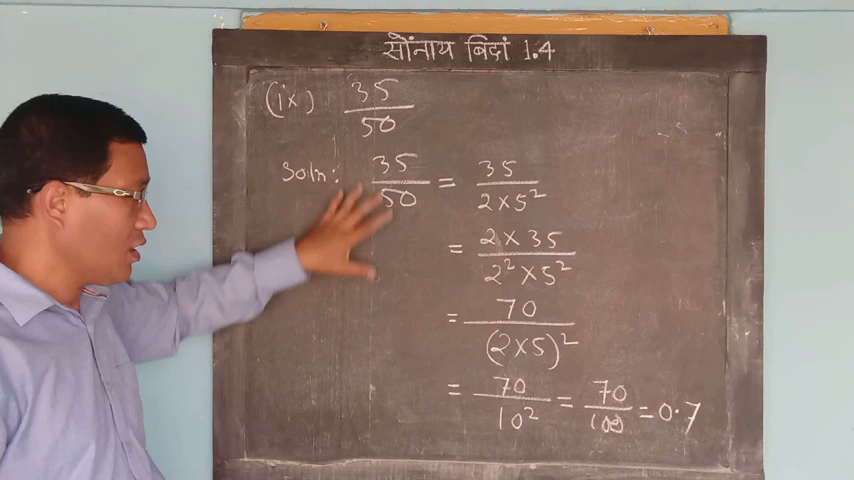 सोंनाय बिदां 1.4
(ix) 35/50
Soln: 35/50 = 35/(2×5²)
= (2×35)/(2²×5²)
= 70/(2×5)²
= 70/10² = 70/100 = 0.7